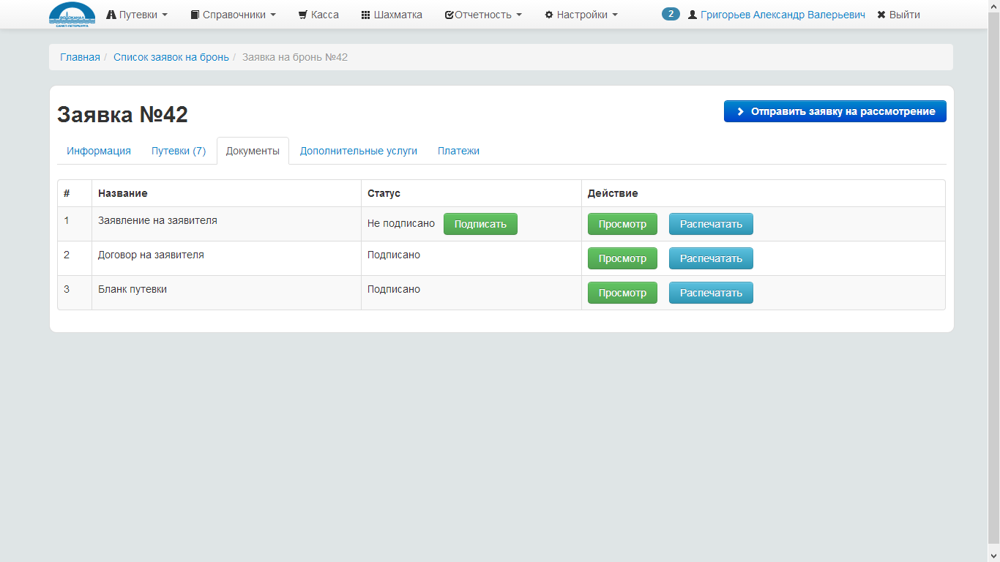 ВОДОКАНАЛ
САНКТ-ПЕТЕРБУРГА
Путевки Справочники Касса Шахматка Отчетность Настройки 2 Григорьев Александр Валерьевич Выйти
Главная / Список заявок на бронь / Заявка на бронь №42
Заявка №42 Отправить заявку на рассмотрение
Информация Путевки (7) Документы Дополнительные услуги Платежи
# Название Статус Действие
1 Заявление на заявителя Не подписано Подписать Просмотр Распечатать
2 Договор на заявителя Подписано Просмотр Распечатать
3 Бланк путевки Подписано Просмотр Распечатать